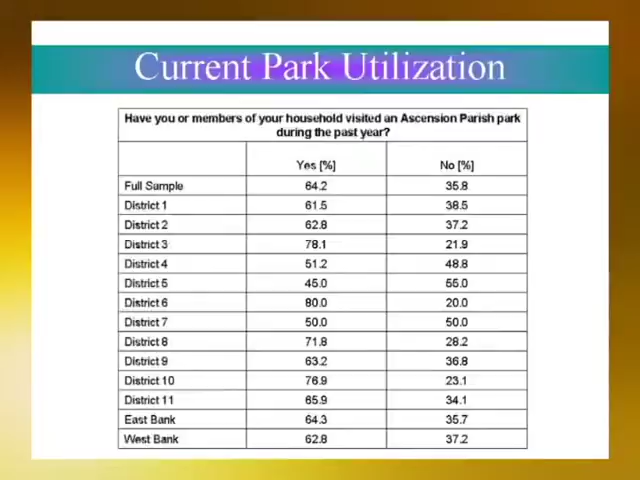 Current Park Utilization
Have you or members of your household visited an Ascension Parish park
during the past year?
Yes [%] No [%]
Full Sample 64.2 35.8
District 1 61.5 38.5
District 2 62.8 37.2
District 3 78.1 21.9
District 4 51.2 48.8
District 5 45.0 55.0
District 6 80.0 20.0
District 7 50.0 50.0
District 8 71.8 28.2
District 9 63.2 36.8
District 10 76.9 23.1
District 11 65.9 34.1
East Bank 64.3 35.7
West Bank 62.8 37.2